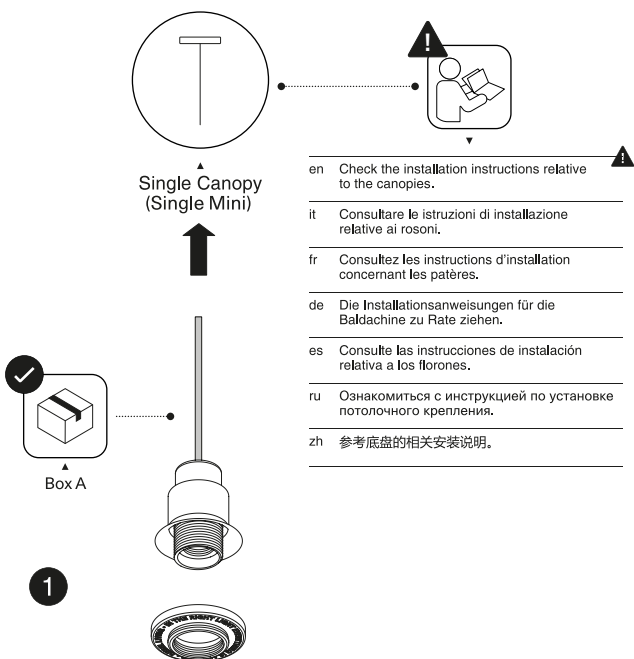 !
Single Canopy
(Single Mini)
!
en Check the installation instructions relative
to the canopies.
it Consultare le istruzioni di installazione
relative ai rosoni.
fr Consultez les instructions d'installation
concernant les patères.
de Die Installationsanweisungen für die
Baldachine zu Rate ziehen.
es Consulte las instrucciones de instalación
relativa a los florones.
ru Ознакомиться с инструкцией по установке
потолочного крепления.
zh 参考底盘的相关安装说明。
Box A
1
THE RIGHT LIGHT